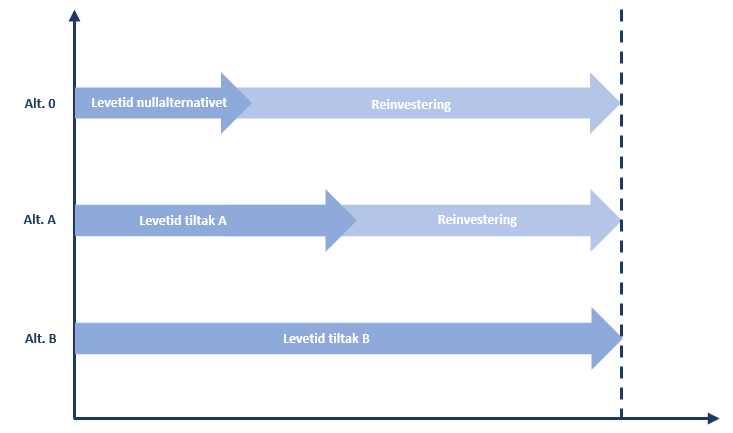 Alt. 0
Levetid nullalternativet
Reinvestering
Alt. A
Levetid tiltak A
Reinvestering
Alt. B
Levetid tiltak B